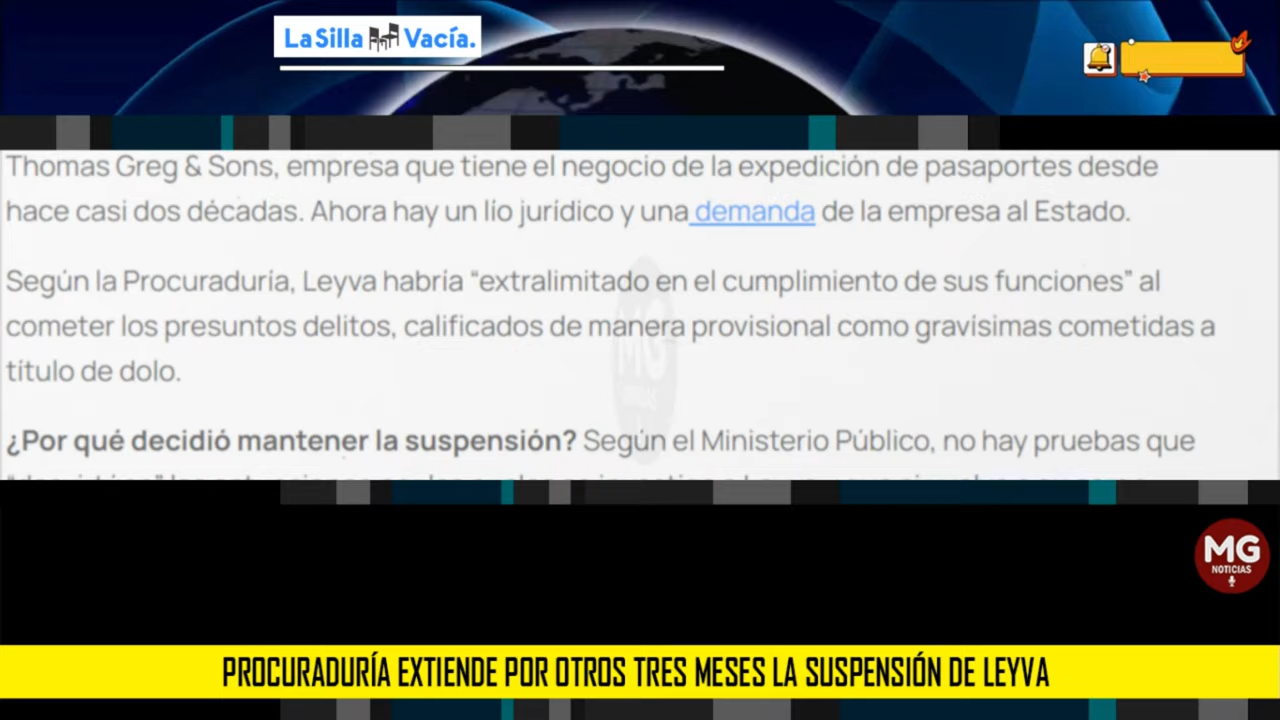 La Silla Vacía.
Thomas Greg & Sons, empresa que tiene el negocio de la expedición de pasaportes desde
hace casi dos décadas. Ahora hay un lío jurídico y una demanda de la empresa al Estado.
Según la Procuraduría, Leyva habría “extralimitado en el cumplimiento de sus funciones” al
cometer los presuntos delitos, calificados de manera provisional como gravísimas cometidas a
título de dolo.
¿Por qué decidió mantener la suspensión? Según el Ministerio Público, no hay pruebas que
MG
NOTICIAS
MG
NOTICIAS
PROCURADURÍA EXTIENDE POR OTROS TRES MESES LA SUSPENSIÓN DE LEYVA